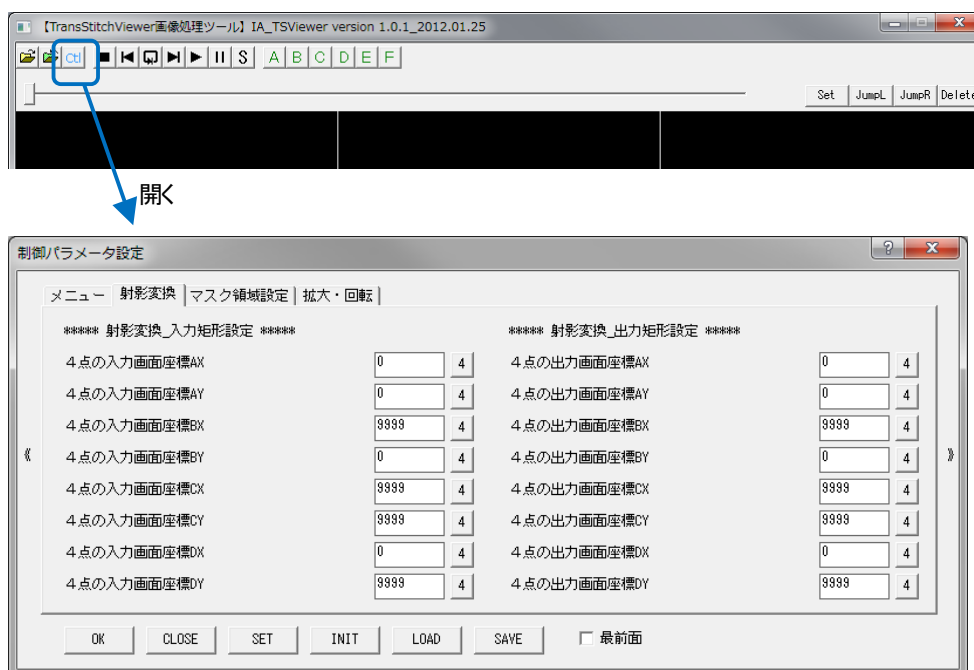 【TransStitchViewer画像処理ツール】IA_TSViewer version 1.0.1_2012.01.25
Ctl S A B C D E F
Set JumpL JumpR Delete
開く
制御パラメータ設定
メニュー 射影変換 マスク領域設定 拡大・回転
***** 射影変換_入力矩形設定 ***** ***** 射影変換_出力矩形設定 *****
４点の入力画面座標AX 0 4 ４点の出力画面座標AX 0 4
４点の入力画面座標AY 0 4 ４点の出力画面座標AY 0 4
４点の入力画面座標BX 9999 4 ４点の出力画面座標BX 9999 4
《 ４点の入力画面座標BY 0 4 ４点の出力画面座標BY 0 4 》
４点の入力画面座標CX 9999 4 ４点の出力画面座標CX 9999 4
４点の入力画面座標CY 9999 4 ４点の出力画面座標CY 9999 4
４点の入力画面座標DX 0 4 ４点の出力画面座標DX 0 4
４点の入力画面座標DY 9999 4 ４点の出力画面座標DY 9999 4
OK CLOSE SET INIT LOAD SAVE 最前面